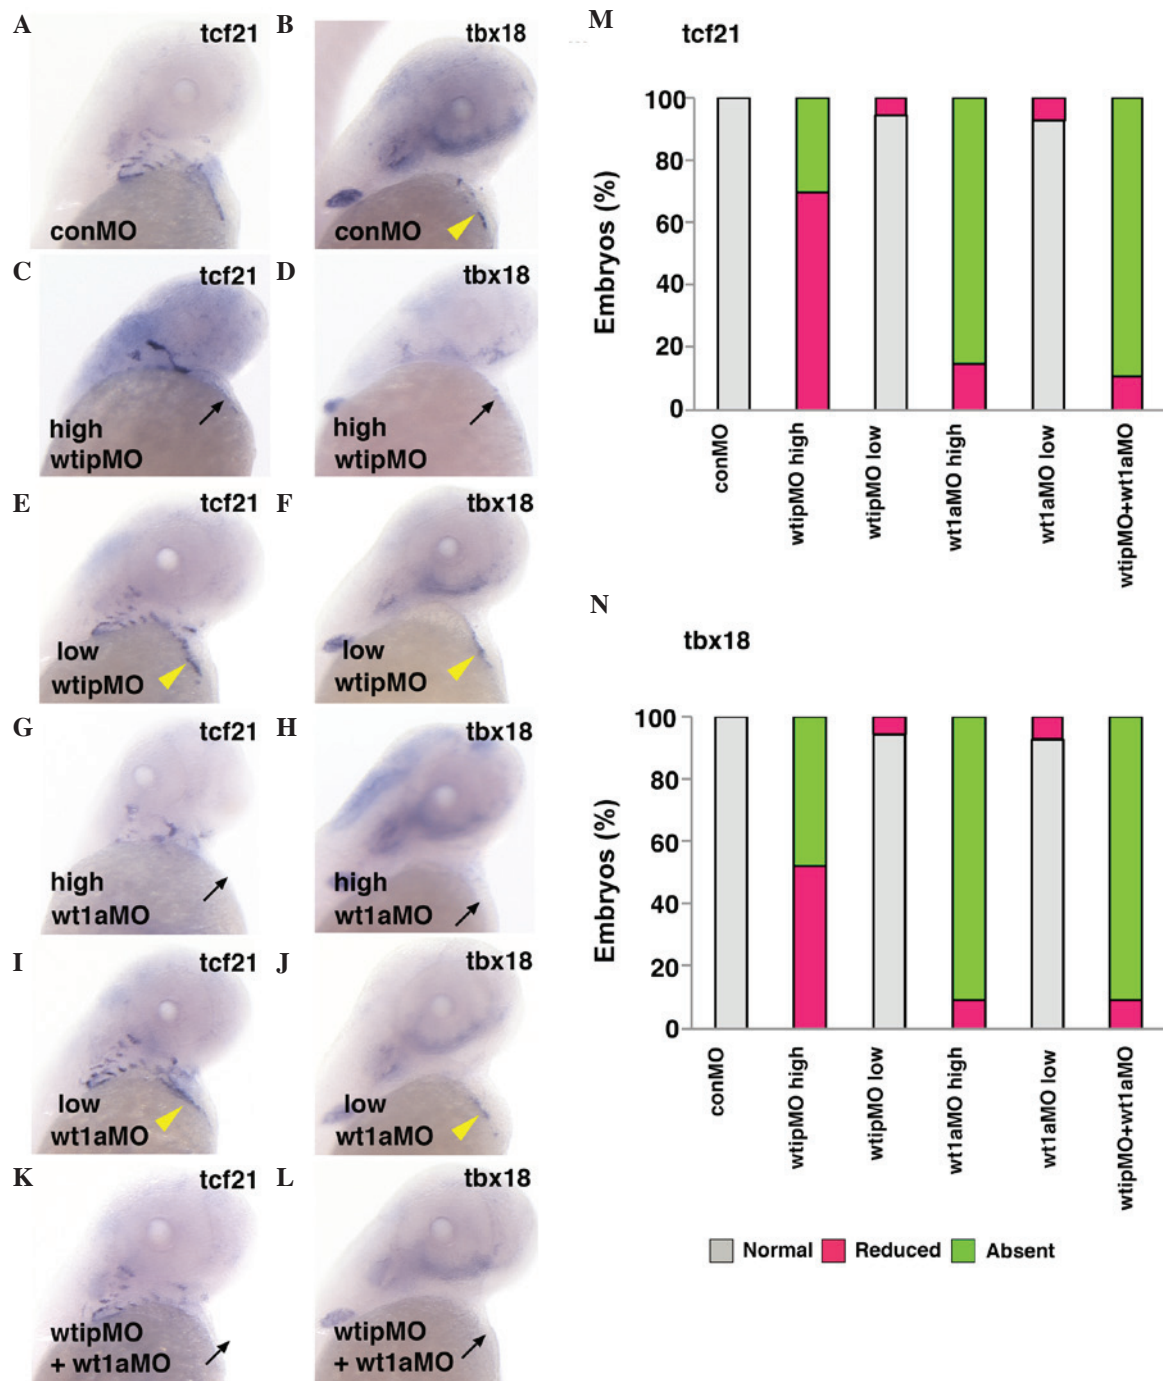 A
tcf21
B
tbx18
conMO
conMO
C
tcf21
D
tbx18
high
wtipMO
high
wtipMO
E
tcf21
F
tbx18
low
wtipMO
low
wtipMO
G
tcf21
H
tbx18
high
wt1aMO
high
wt1aMO
I
tcf21
J
tbx18
low
wt1aMO
low
wt1aMO
K
tcf21
L
tbx18
wtipMO
+ wt1aMO
wtipMO
+ wt1aMO
M
tcf21
Embryos (%)
100
80
60
40
20
0
conMO
wtipMO high
wtipMO low
wt1aMO high
wt1aMO low
wtipMO+wt1aMO
N
tbx18
Embryos (%)
100
80
60
40
20
0
conMO
wtipMO high
wtipMO low
wt1aMO high
wt1aMO low
wtipMO+wt1aMO
Normal
Reduced
Absent